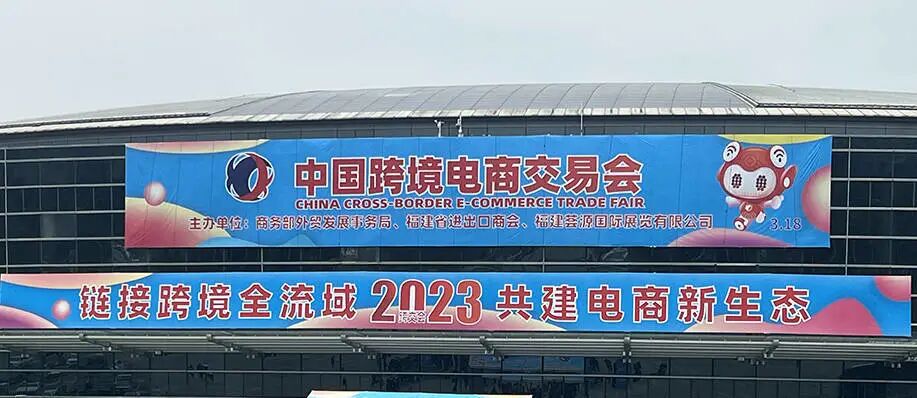 中国跨境电商交易会
CHINA CROSS-BORDER E-COMMERCE TRADE FAIR
主办单位：商务部外贸发展事务局、福建省进出口商会、福建荟源国际展览有限公司
3.18
链接跨境全流域 2023 共建电商新生态
跨交会